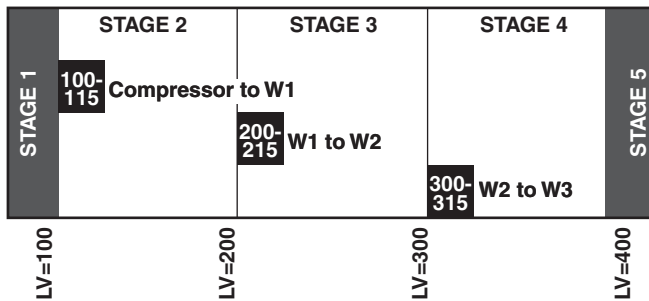 STAGE 1
STAGE 2
STAGE 3
STAGE 4
STAGE 5
100-
115
Compressor to W1
200-
215
W1 to W2
300-
315
W2 to W3
LV=100
LV=200
LV=300
LV=400